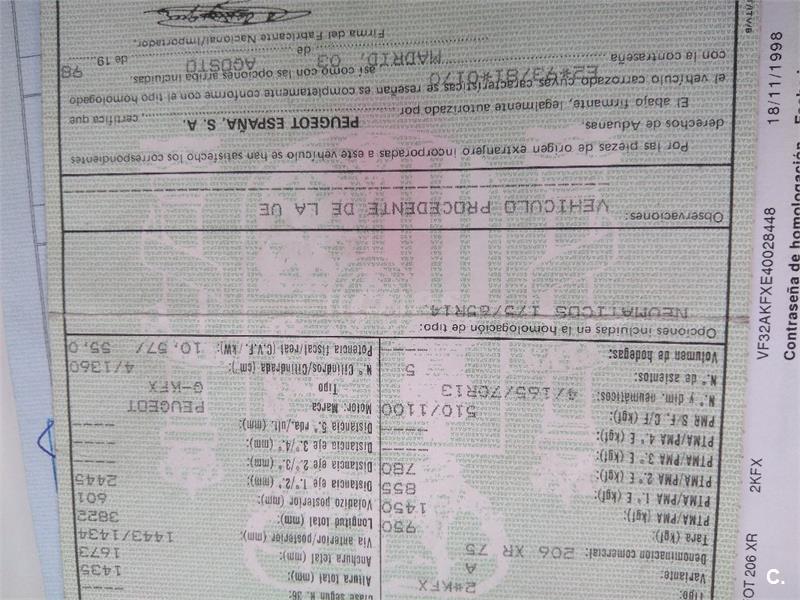 Clase según N. 36: ----
Altura total (mm): 1435
Anchura total (mm): 1673
Vía anterior/posterior (mm): 1443/1434
Longitud total (mm): 3822
Voladizo posterior (mm): 601
Distancia eje 1.º/2.º (mm): 2445
Distancia eje 2.º/3.º (mm): ----
Distancia eje 3.º/4.º (mm): ----
Distancia 5.ª rda./ult. (mm): ----
Motor: Marca PEUGEOT
Tipo G-KFX
N.º Cilindros/Cilindrada (cm³): 4/1360
Potencia fiscal/real (C.V.F./kW): 10,57/ 55,0
Tipo: 2*KFX
Variante: A
Denominación comercial: 206 XR 75
Tara (kg): 950
PTMA/PMA (kgf): 1450
PTMA/PMA 1.º E (kgf): 855
PTMA/PMA 2.º E (kgf): 780
PTMA/PMA 3.º E (kgf): ----
PTMA/PMA 4.º E (kgf): ----
PMR S/F. C/F (kgf): 510/1100
N.º y dim. neumáticos: 4/165/70R13
N.º de asientos: 5
Volumen de bodegas: ----
Opciones incluidas en la homologación de tipo:
NEUMATICOS 175/65R14
Observaciones: VEHICULO PROCEDENTE DE LA UE
Por las piezas de origen extranjero incorporadas a este vehículo se han satisfecho los correspondientes
derechos de Aduanas.
El abajo firmante, legalmente autorizado por PEUGEOT ESPAÑA, S. A., certifica que
el vehículo carrozado cuyas características se reseñan es completamente conforme con el tipo homologado
con la contraseña E2*93/81*0170 así como con las opciones arriba incluidas.
MADRID, 03 de AGOSTO de 19 98
Firma del Fabricante Nacional/Importador.
OT 206 XR
2KFX
VF32AKFXE40028448
18/11/1998
Contraseña de homologación
C.